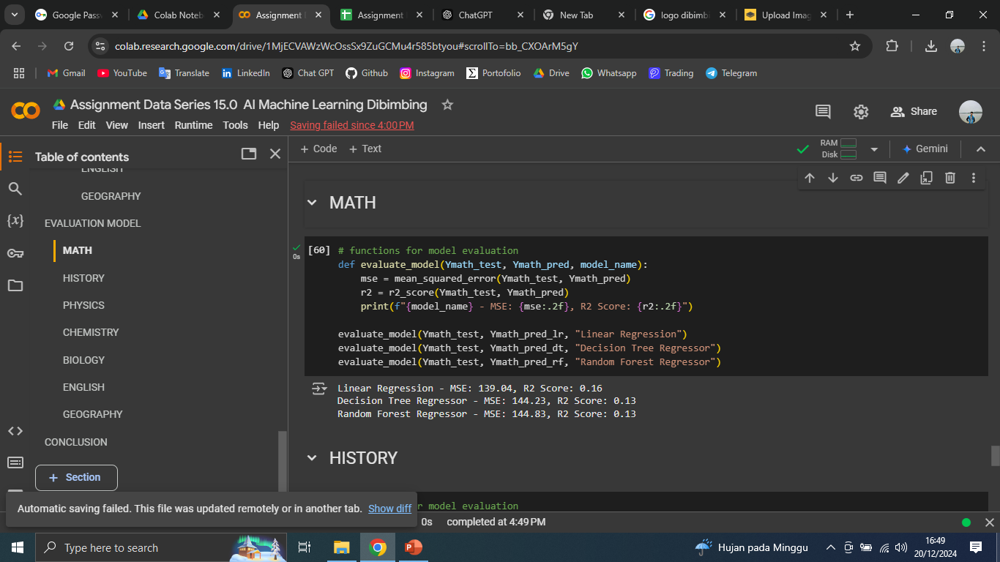 Google Passw
Colab Noteb
Assignment
Assignment
ChatGPT
New Tab
logo dibimbi
Upload Imag
colab.research.google.com/drive/1MjECVAWzWcOssSx9ZuGCMu4r585btyou#scrollTo=bb_CXOArM5gY
Gmail
YouTube
Translate
LinkedIn
Chat GPT
Github
Instagram
Portofolio
Drive
Whatsapp
Trading
Telegram
Assignment Data Series 15.0 AI Machine Learning Dibimbing
Share
File Edit View Insert Runtime Tools Help Saving failed since 4:00 PM
Table of contents
ENGLISH
GEOGRAPHY
EVALUATION MODEL
MATH
HISTORY
PHYSICS
CHEMISTRY
BIOLOGY
ENGLISH
GEOGRAPHY
CONCLUSION
+ Section
+ Code + Text
RAM
Disk
Gemini
MATH
[60] # functions for model evaluation
0s
def evaluate_model(Ymath_test, Ymath_pred, model_name):
mse = mean_squared_error(Ymath_test, Ymath_pred)
r2 = r2_score(Ymath_test, Ymath_pred)
print(f"{model_name} - MSE: {mse:.2f}, R2 Score: {r2:.2f}")
evaluate_model(Ymath_test, Ymath_pred_lr, "Linear Regression")
evaluate_model(Ymath_test, Ymath_pred_dt, "Decision Tree Regressor")
evaluate_model(Ymath_test, Ymath_pred_rf, "Random Forest Regressor")
Linear Regression - MSE: 139.04, R2 Score: 0.16
Decision Tree Regressor - MSE: 144.23, R2 Score: 0.13
Random Forest Regressor - MSE: 144.83, R2 Score: 0.13
HISTORY
r model evaluation
Automatic saving failed. This file was updated remotely or in another tab. Show diff
0s completed at 4:49 PM
Type here to search
Hujan pada Minggu
16:49
20/12/2024